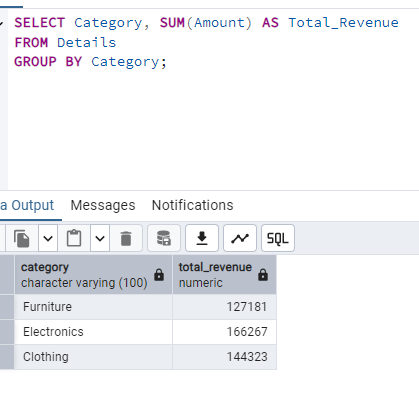 SELECT Category, SUM(Amount) AS Total_Revenue
FROM Details
GROUP BY Category;
a Output Messages Notifications
SQL
category total_revenue
character varying (100) numeric
Furniture 127181
Electronics 166267
Clothing 144323